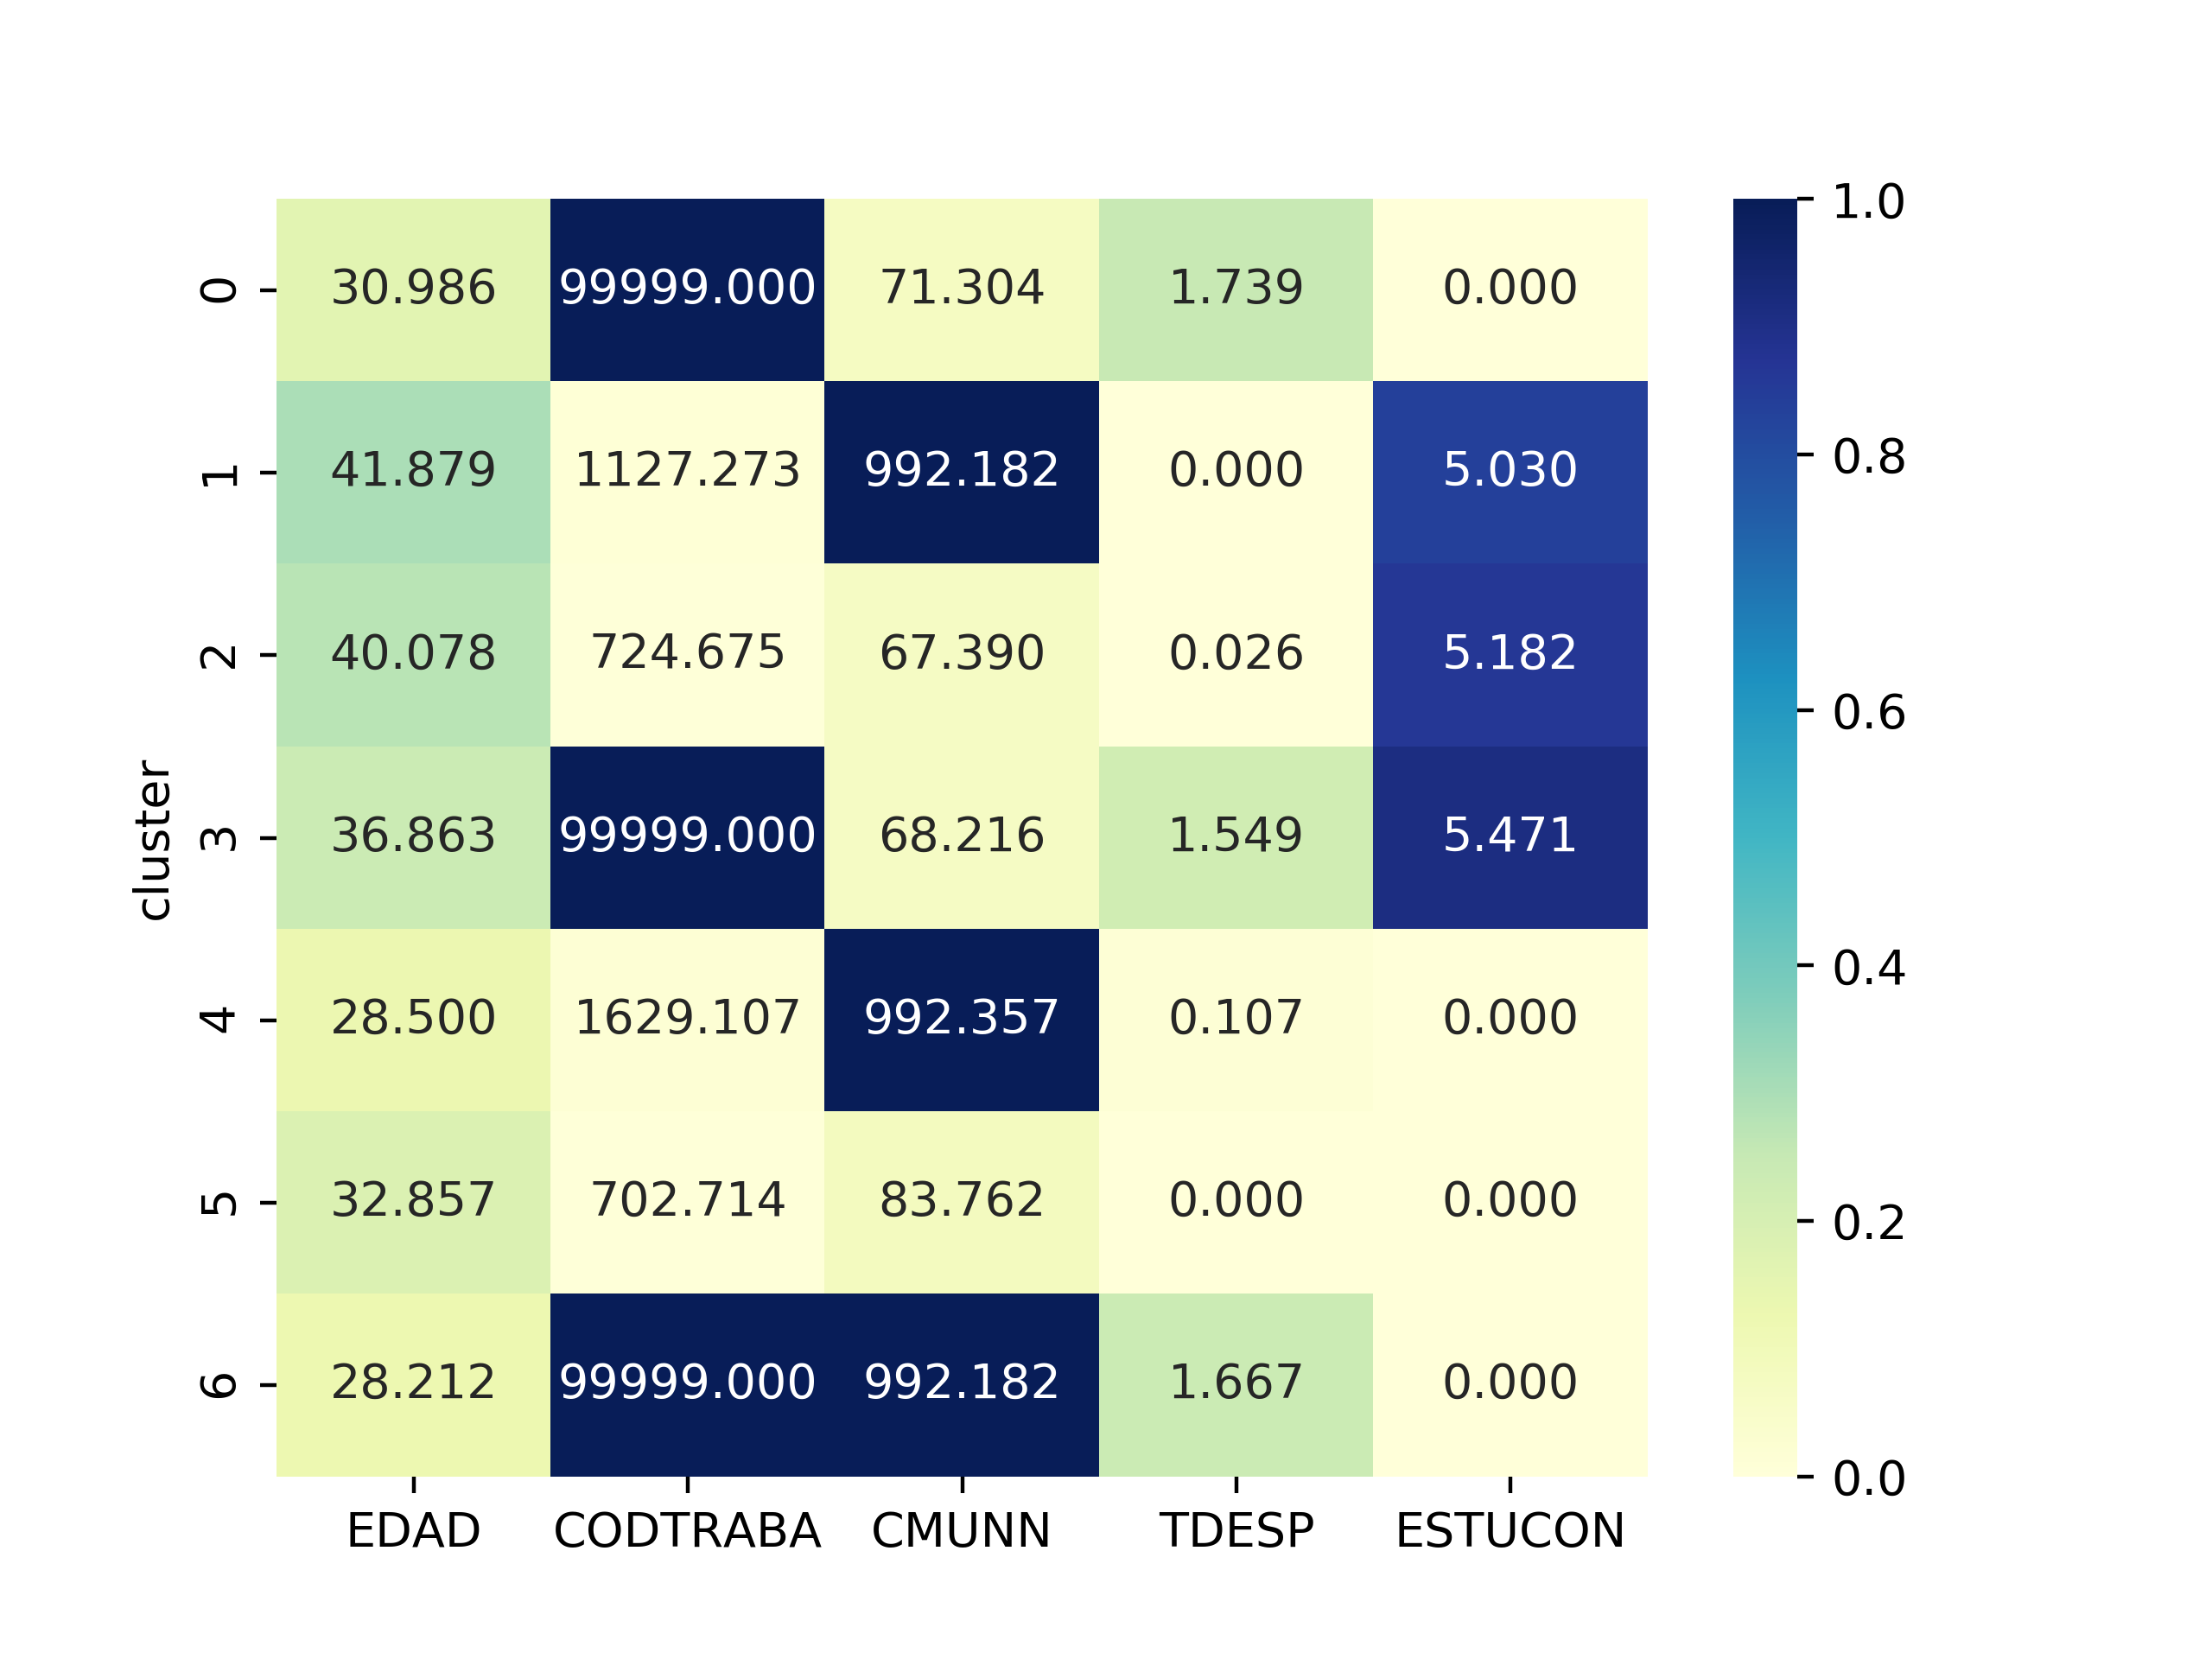 cluster
0 30.986 99999.000 71.304 1.739 0.000
1 41.879 1127.273 992.182 0.000 5.030
2 40.078 724.675 67.390 0.026 5.182
3 36.863 99999.000 68.216 1.549 5.471
4 28.500 1629.107 992.357 0.107 0.000
5 32.857 702.714 83.762 0.000 0.000
6 28.212 99999.000 992.182 1.667 0.000
EDAD CODTRABA CMUNN TDESP ESTUCON
1.0
0.8
0.6
0.4
0.2
0.0